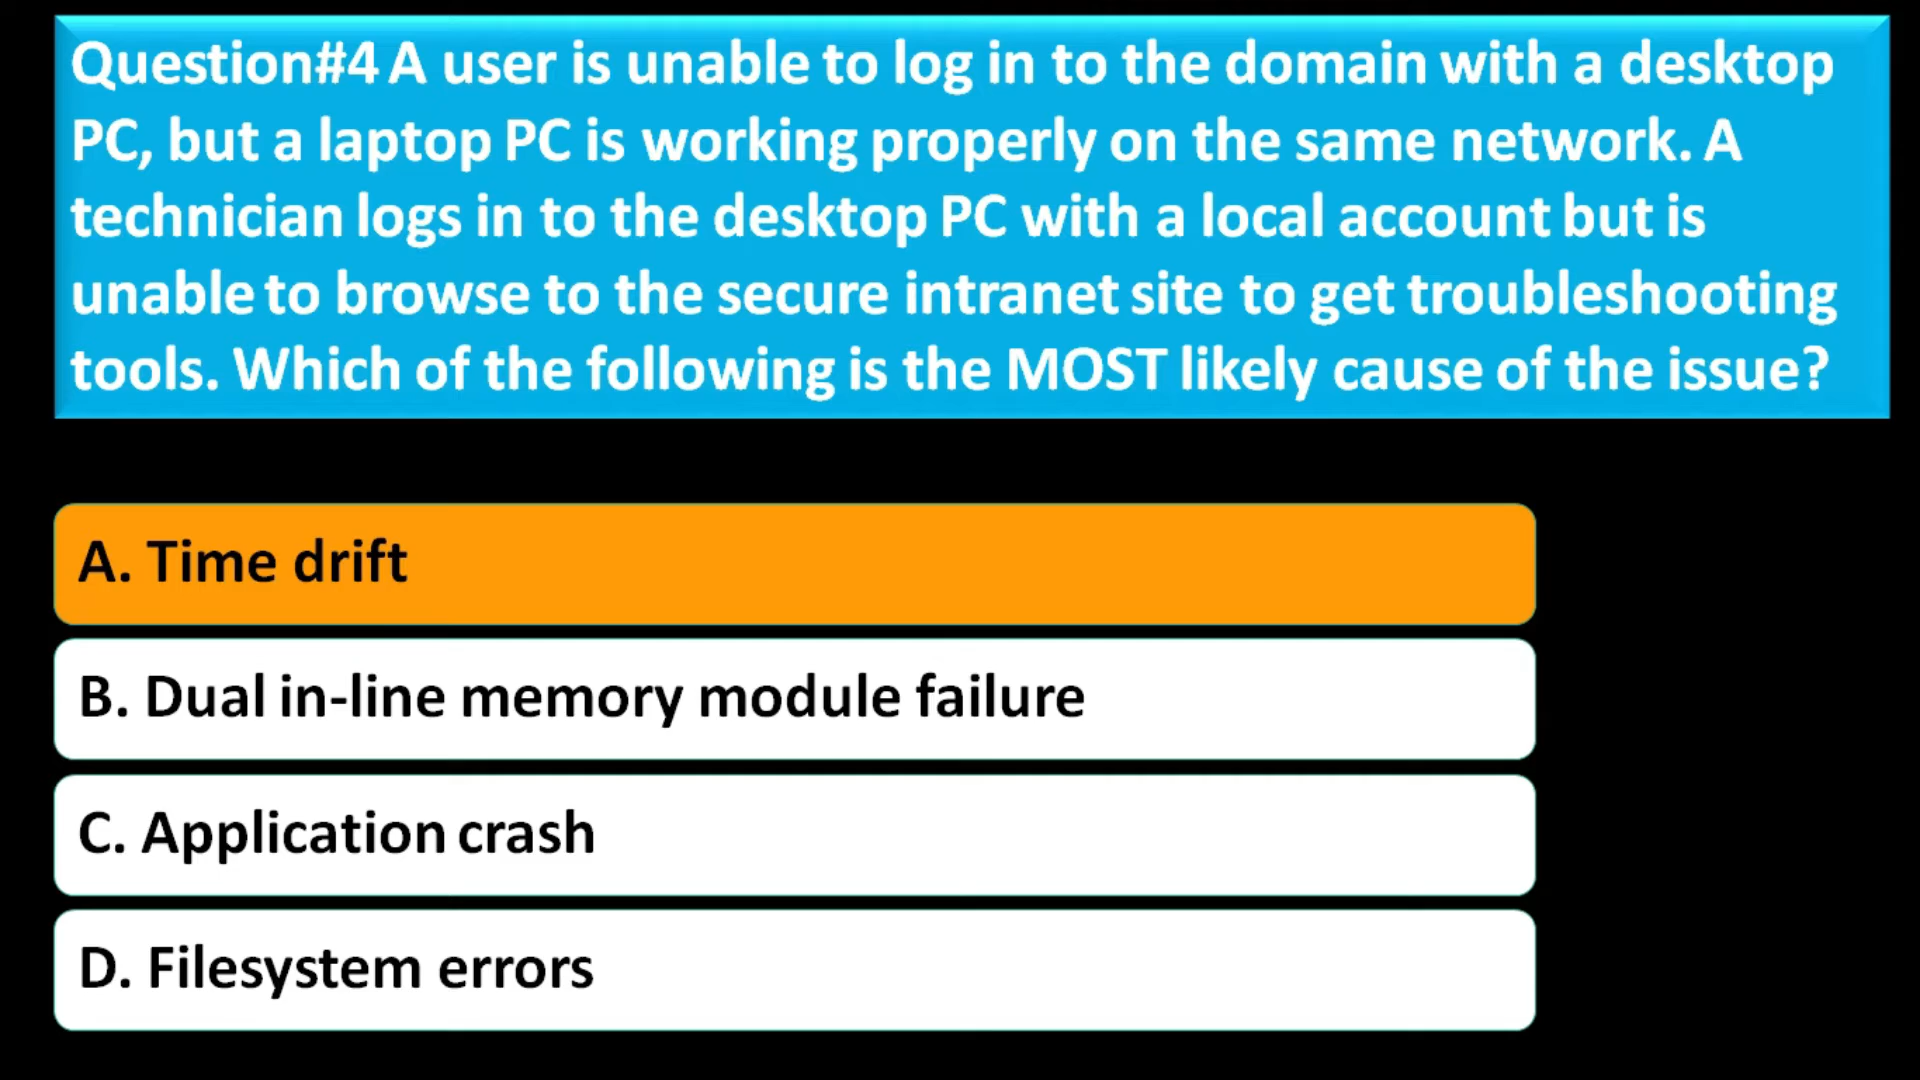 Question#4 A user is unable to log in to the domain with a desktop
PC, but a laptop PC is working properly on the same network. A
technician logs in to the desktop PC with a local account but is
unable to browse to the secure intranet site to get troubleshooting
tools. Which of the following is the MOST likely cause of the issue?
A. Time drift
B. Dual in-line memory module failure
C. Application crash
D. Filesystem errors